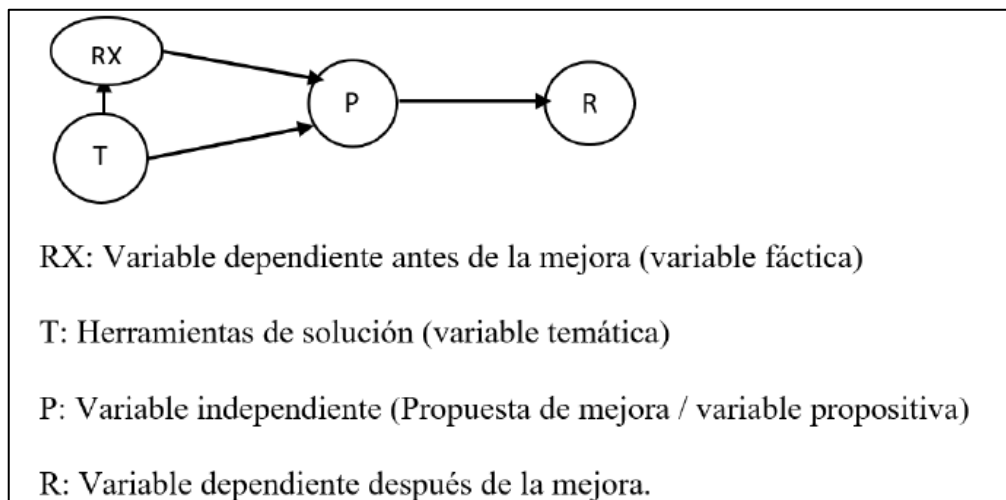 RX
P
R
T
RX: Variable dependiente antes de la mejora (variable fáctica)
T: Herramientas de solución (variable temática)
P: Variable independiente (Propuesta de mejora / variable propositiva)
R: Variable dependiente después de la mejora.